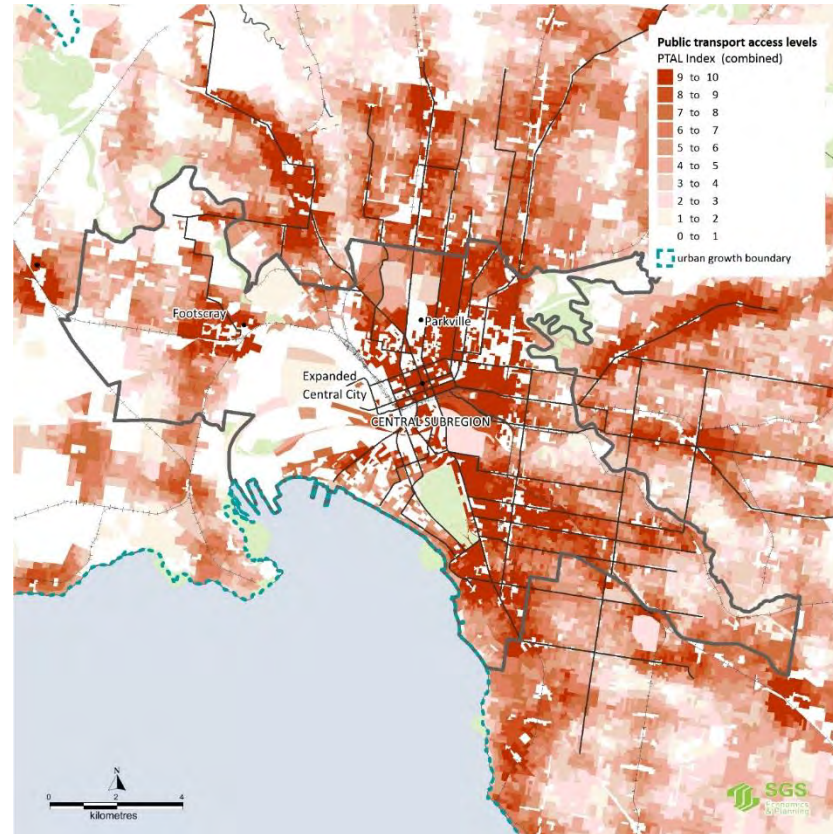 Public transport access levels
PTAL Index (combined)
9 to 10
8 to 9
7 to 8
6 to 7
5 to 6
4 to 5
3 to 4
2 to 3
1 to 2
0 to 1
urban growth boundary
Footscray
Parkville
Expanded
Central City
CENTRAL SUBREGION
N
0 2 4
kilometres
SGS
Economics
& Planning